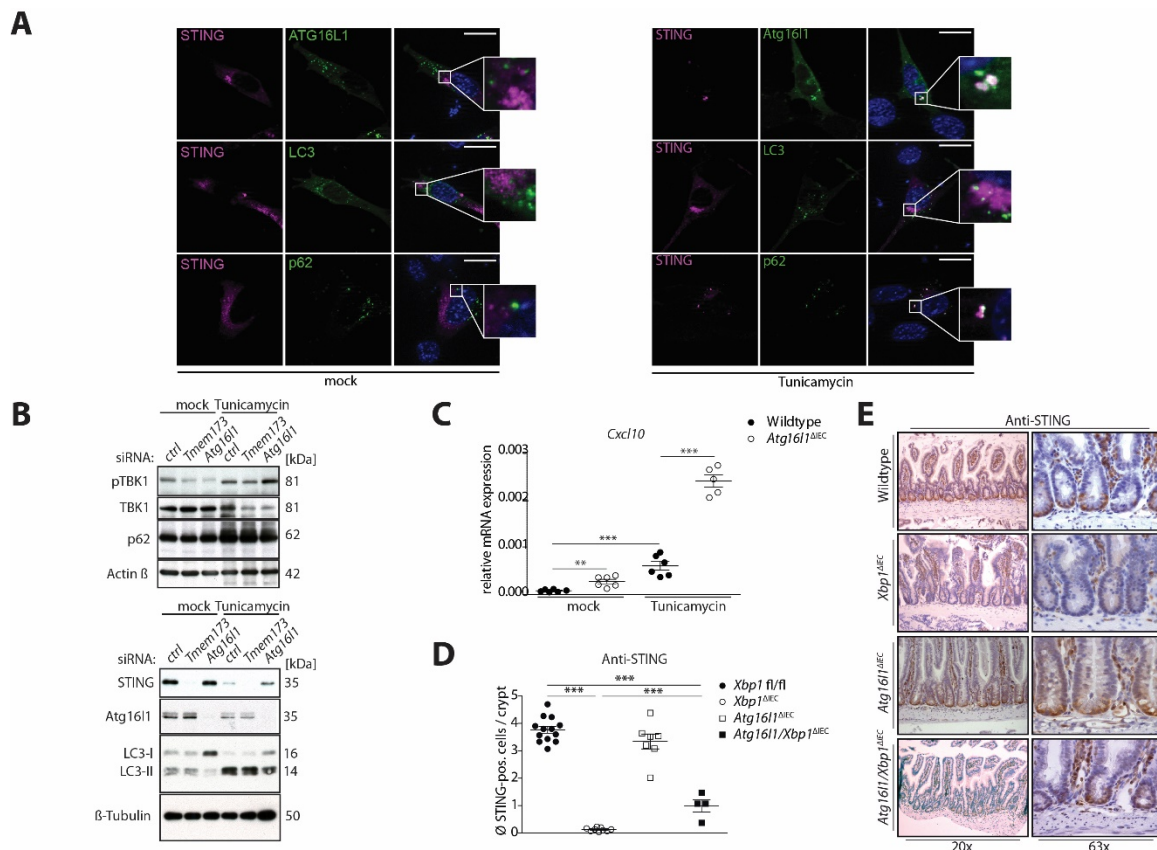 A
STING ATG16L1
STING LC3
STING p62
mock
STING Atg16l1
STING LC3
STING p62
Tunicamycin
B
mock Tunicamycin
siRNA: ctrl Tmem173 Atg16l1 ctrl Tmem173 Atg16l1 [kDa]
pTBK1 81
TBK1 81
p62 62
Actin ß 42
mock Tunicamycin
siRNA: ctrl Tmem173 Atg16l1 ctrl Tmem173 Atg16l1 [kDa]
STING 35
Atg16l1 35
LC3-I 16
LC3-II 14
ß-Tubulin 50
C
Cxcl10
Wildtype
Atg16l1ΔIEC
relative mRNA expression
0.003
0.002
0.001
0.000
***
***
**
mock Tunicamycin
D
Anti-STING
Ø STING-pos. cells / crypt
5
4
3
2
1
0
***
*** ***
Xbp1 fl/fl
Xbp1ΔIEC
Atg16l1ΔIEC
Atg16l1/Xbp1ΔIEC
E
Anti-STING
Wildtype
Xbp1ΔIEC
Atg16l1ΔIEC
Atg16l1/Xbp1ΔIEC
20x 63x